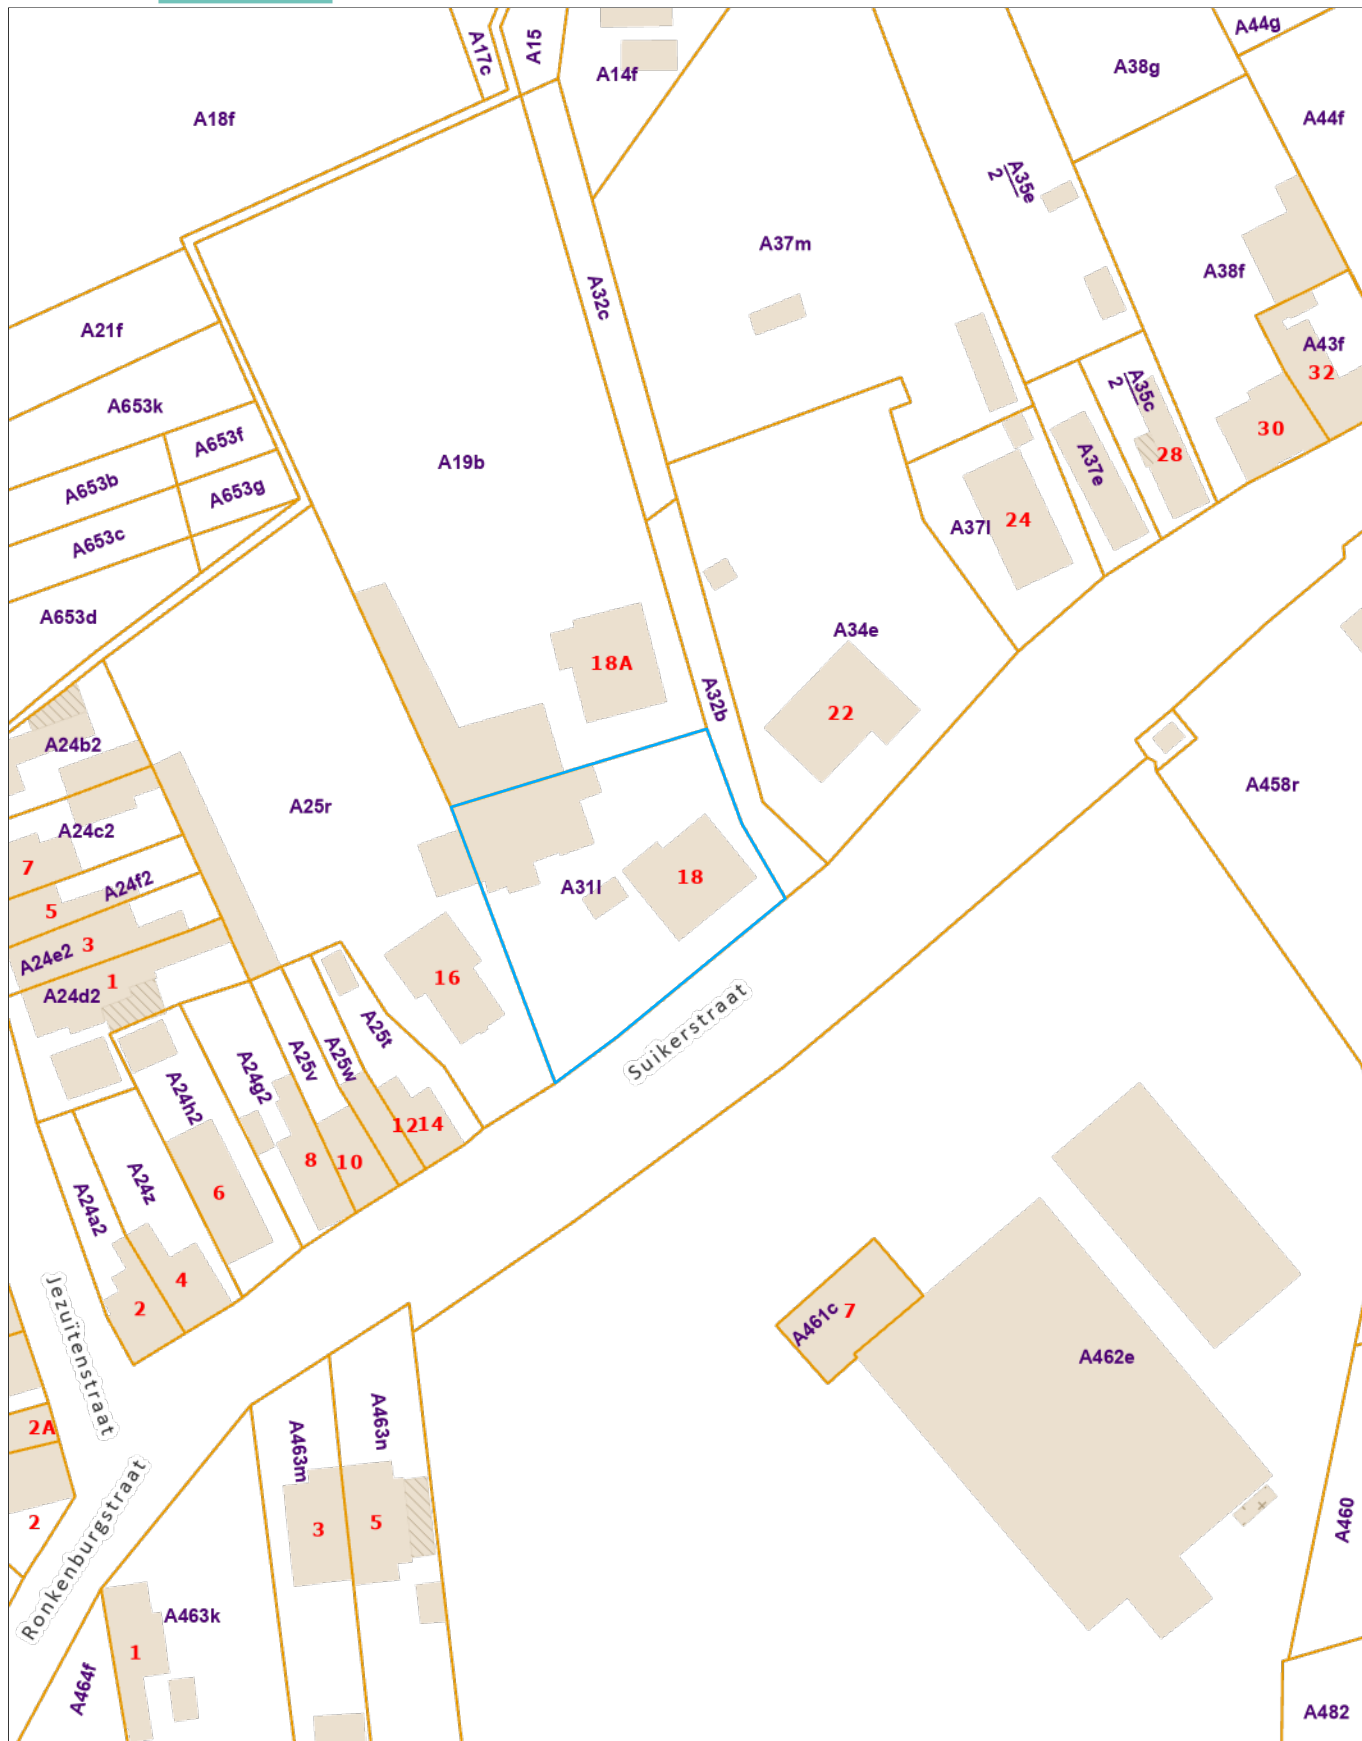 A17c
A15
A14f
A44g
A38g
A18f
A44f
A35e
2
A37m
A38f
A32c
A21f
A43f
32
A35c
2
A653k
A653f
30
A19b
A37e
28
A653b
A653g
A37l
24
A653c
A653d
A34e
18A
A32b
22
A24b2
A458r
A25r
A24c2
7
A31l
18
A24f2
5
A24e2
3
16
1
A24d2
Suikerstraat
A25t
A25v
A25w
A24g2
A24h2
12
14
8
10
A24z
6
A24a2
4
2
Jezuïtenstraat
A461c
7
A462e
2A
A463m
A463n
Ronkenburgstraat
2
3
5
A460
A463k
1
A464f
A482